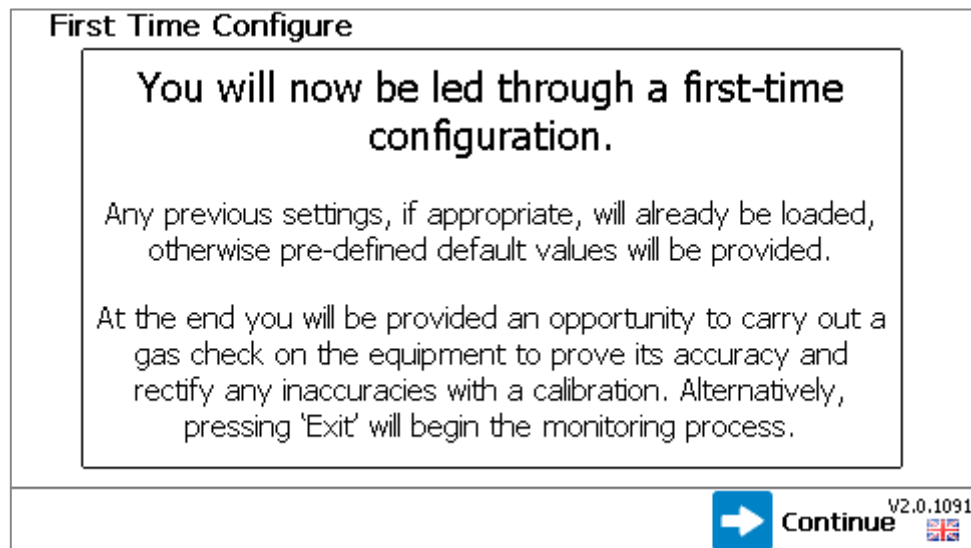 First Time Configure
You will now be led through a first-time
configuration.
Any previous settings, if appropriate, will already be loaded,
otherwise pre-defined default values will be provided.
At the end you will be provided an opportunity to carry out a
gas check on the equipment to prove its accuracy and
rectify any inaccuracies with a calibration. Alternatively,
pressing 'Exit' will begin the monitoring process.
Continue
V2.0.1091